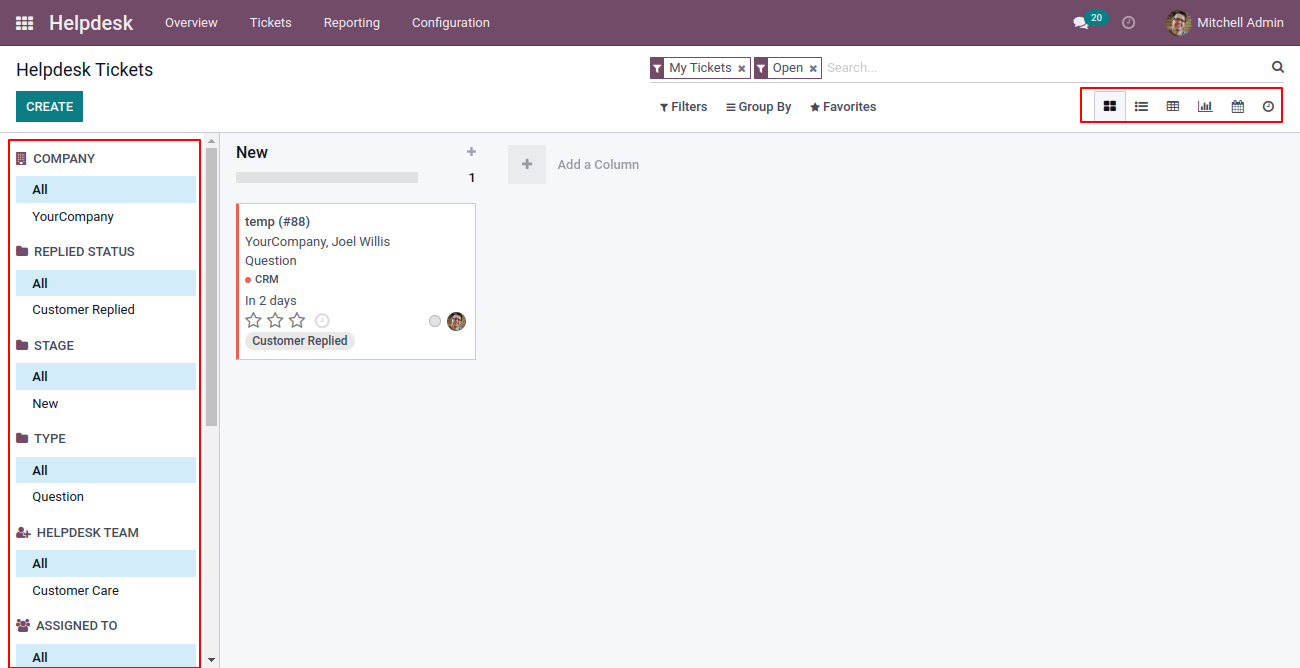 Helpdesk Overview Tickets Reporting Configuration 20 Mitchell Admin
Helpdesk Tickets
My Tickets × Open × Search...
CREATE
Filters Group By Favorites
COMPANY
All
YourCompany
REPLIED STATUS
All
Customer Replied
STAGE
All
New
TYPE
All
Question
HELPDESK TEAM
All
Customer Care
ASSIGNED TO
All
New +
1
temp (#88)
YourCompany, Joel Willis
Question
CRM
In 2 days
Customer Replied
+ Add a Column